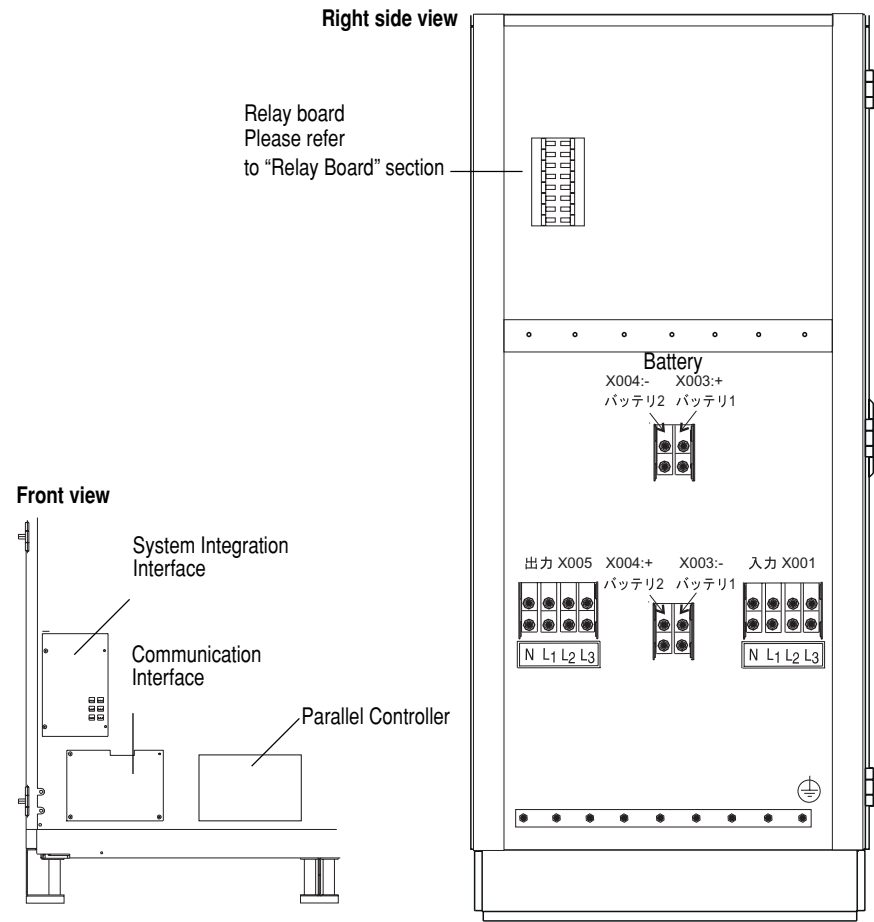 Right side view
Relay board
Please refer
to “Relay Board” section
Battery
X004:- X003:+
バッテリ2 バッテリ1
Front view
System Integration
Interface
Communication
Interface
Parallel Controller
出力 X005 X004:+ X003:- 入力 X001
バッテリ2 バッテリ1
N L1 L2 L3
N L1 L2 L3